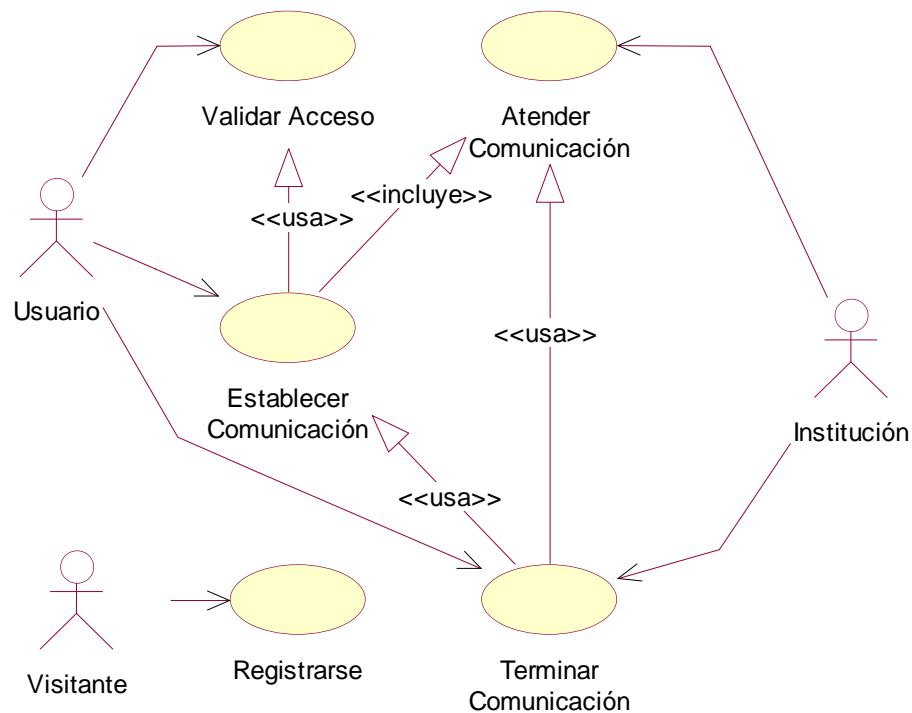 Validar Acceso
Atender
Comunicación
<<incluye>>
<<usa>>
Usuario
<<usa>>
Establecer
Comunicación
Institución
<<usa>>
Visitante
Registrarse
Terminar
Comunicación